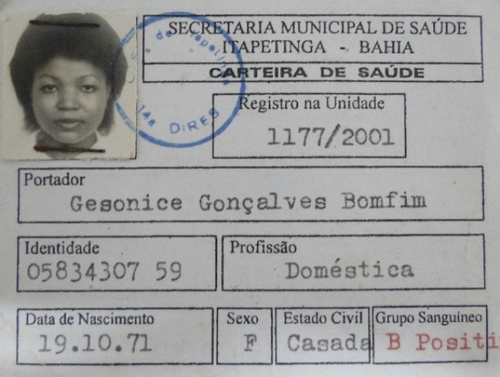 SECRETARIA MUNICIPAL DE SAÚDE
ITAPETINGA - BAHIA
CARTEIRA DE SAÚDE
Registro na Unidade
1177/2001
14ª DIRES
Portador
Gesonice Gonçalves Bomfim
Identidade Profissão
05834307 59 Doméstica
Data de Nascimento Sexo Estado Civil Grupo Sanguíneo
19.10.71 F Casada B Positi